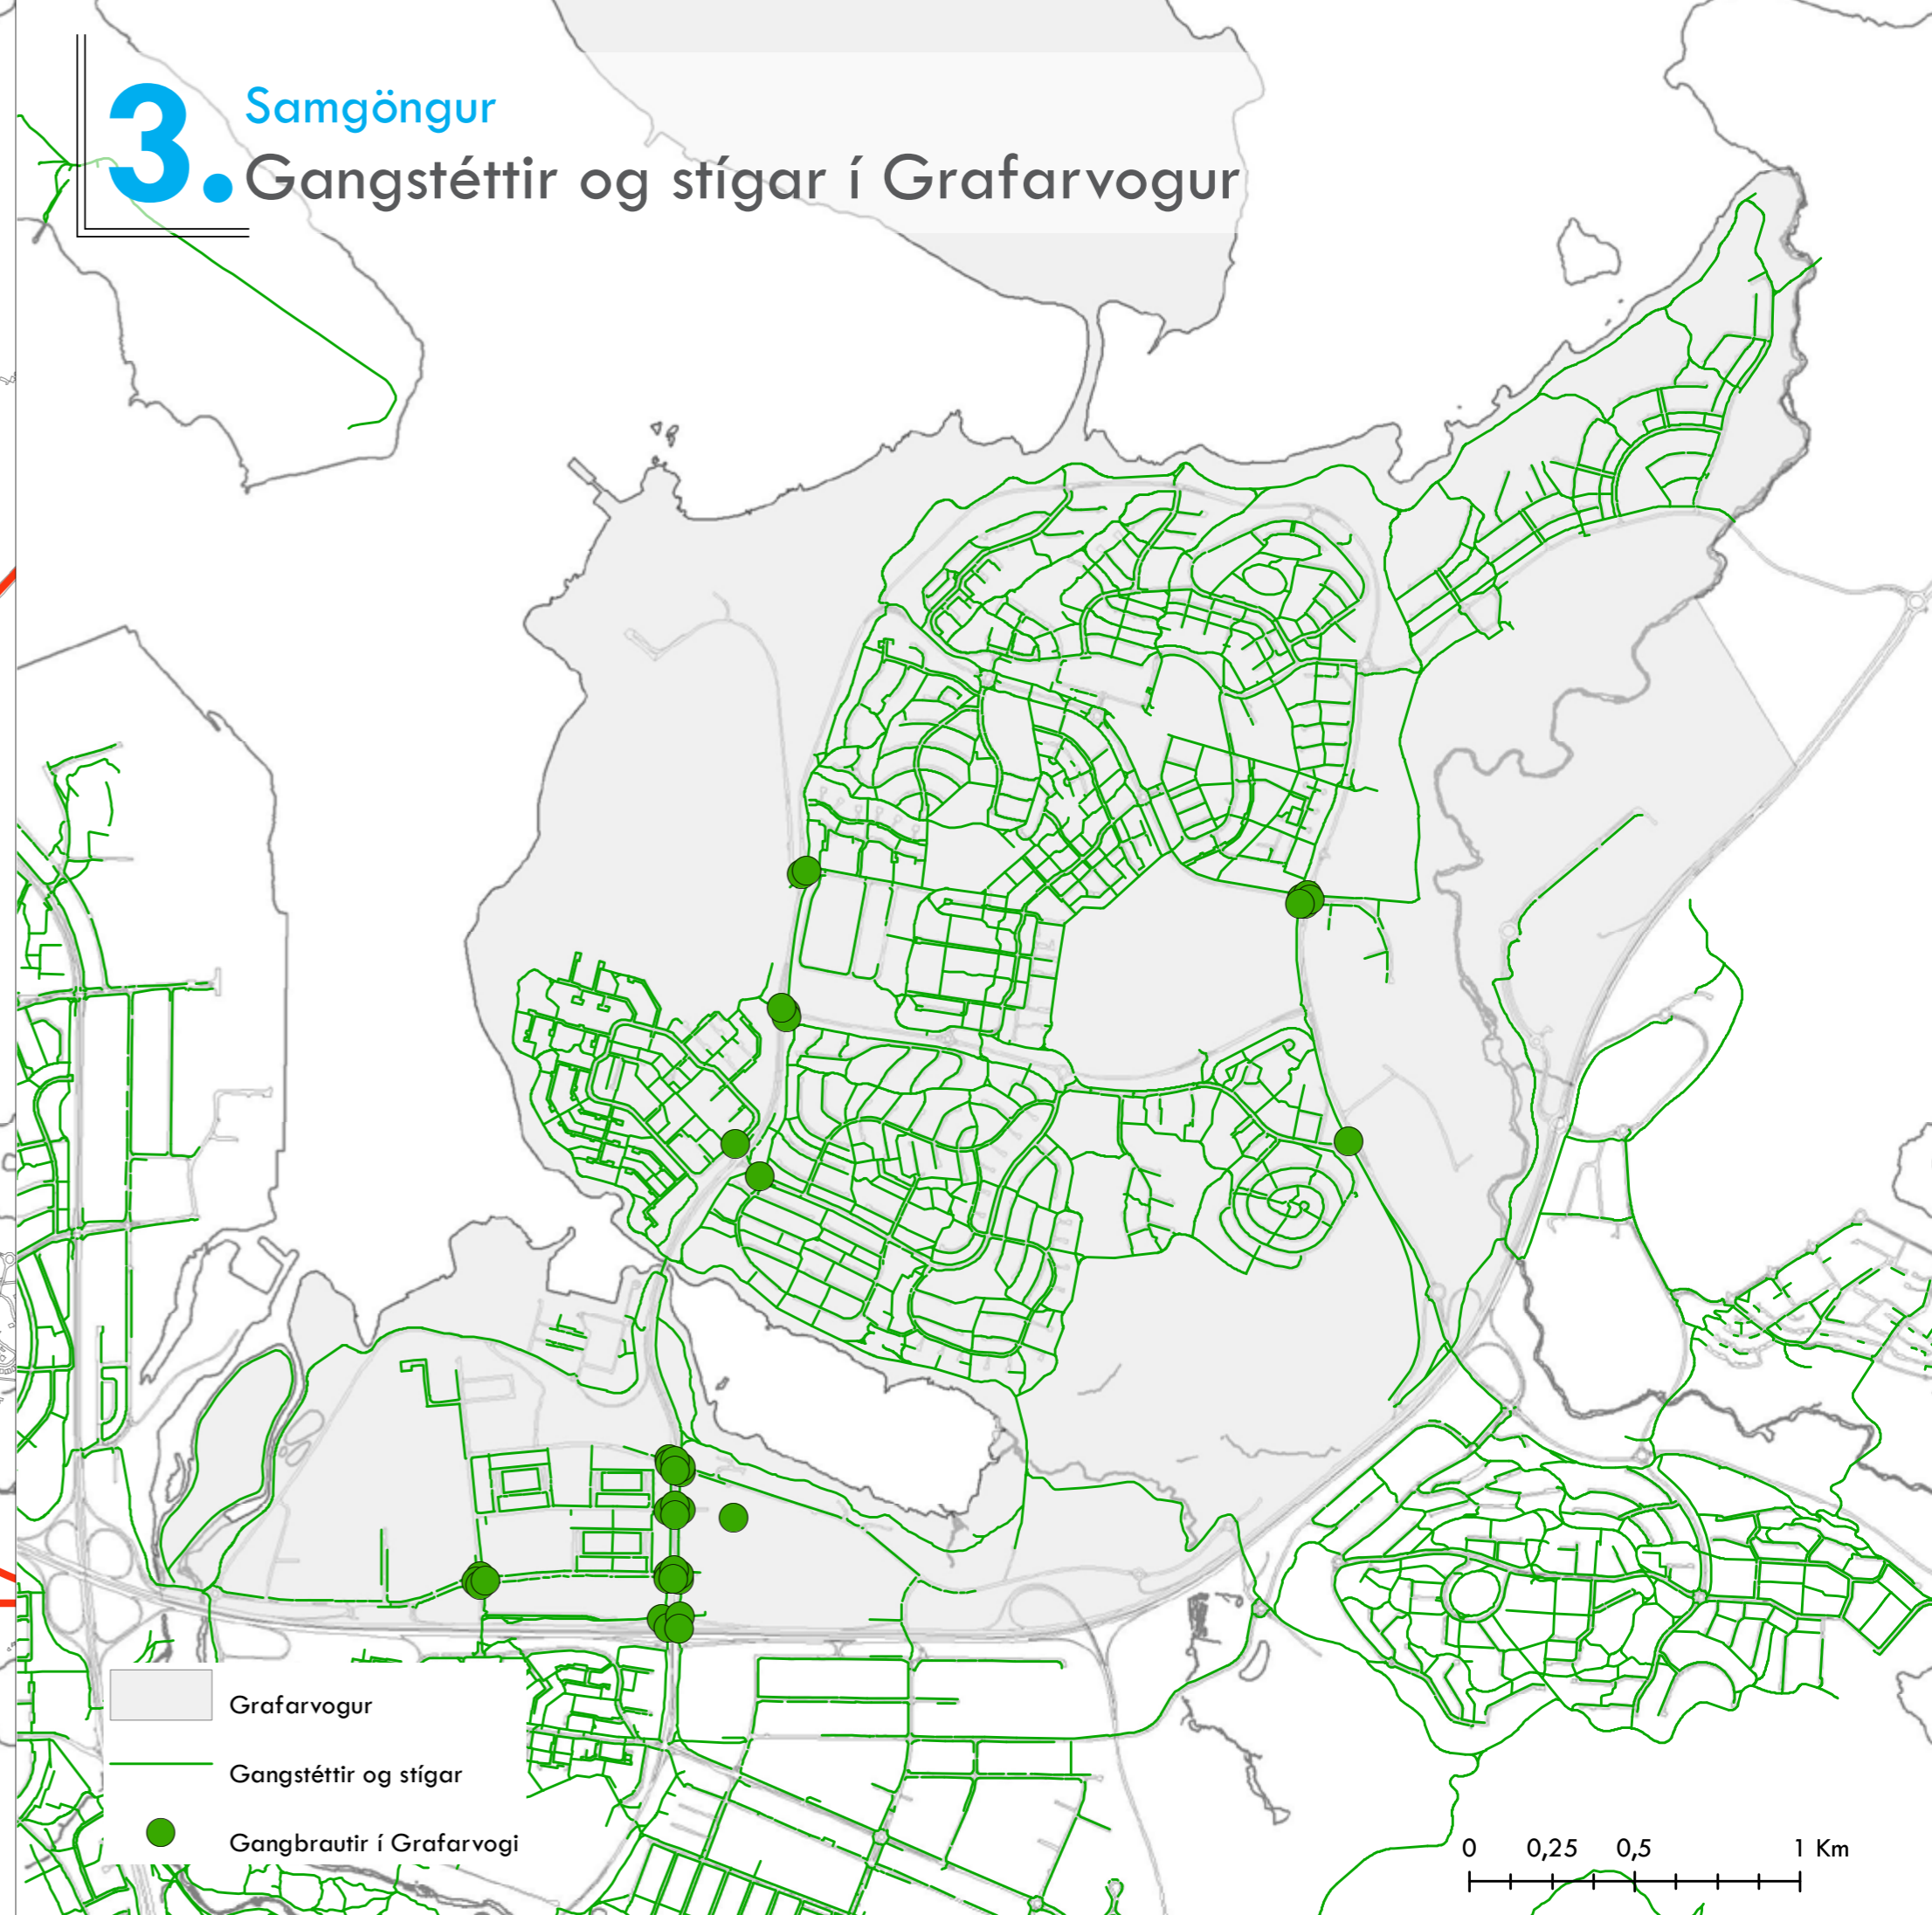 3.
Samgöngur
Gangstéttir og stígar í Grafarvogur
Grafarvogur
Gangstéttir og stígar
Gangbrautir í Grafarvogi
0 0,25 0,5 1 Km